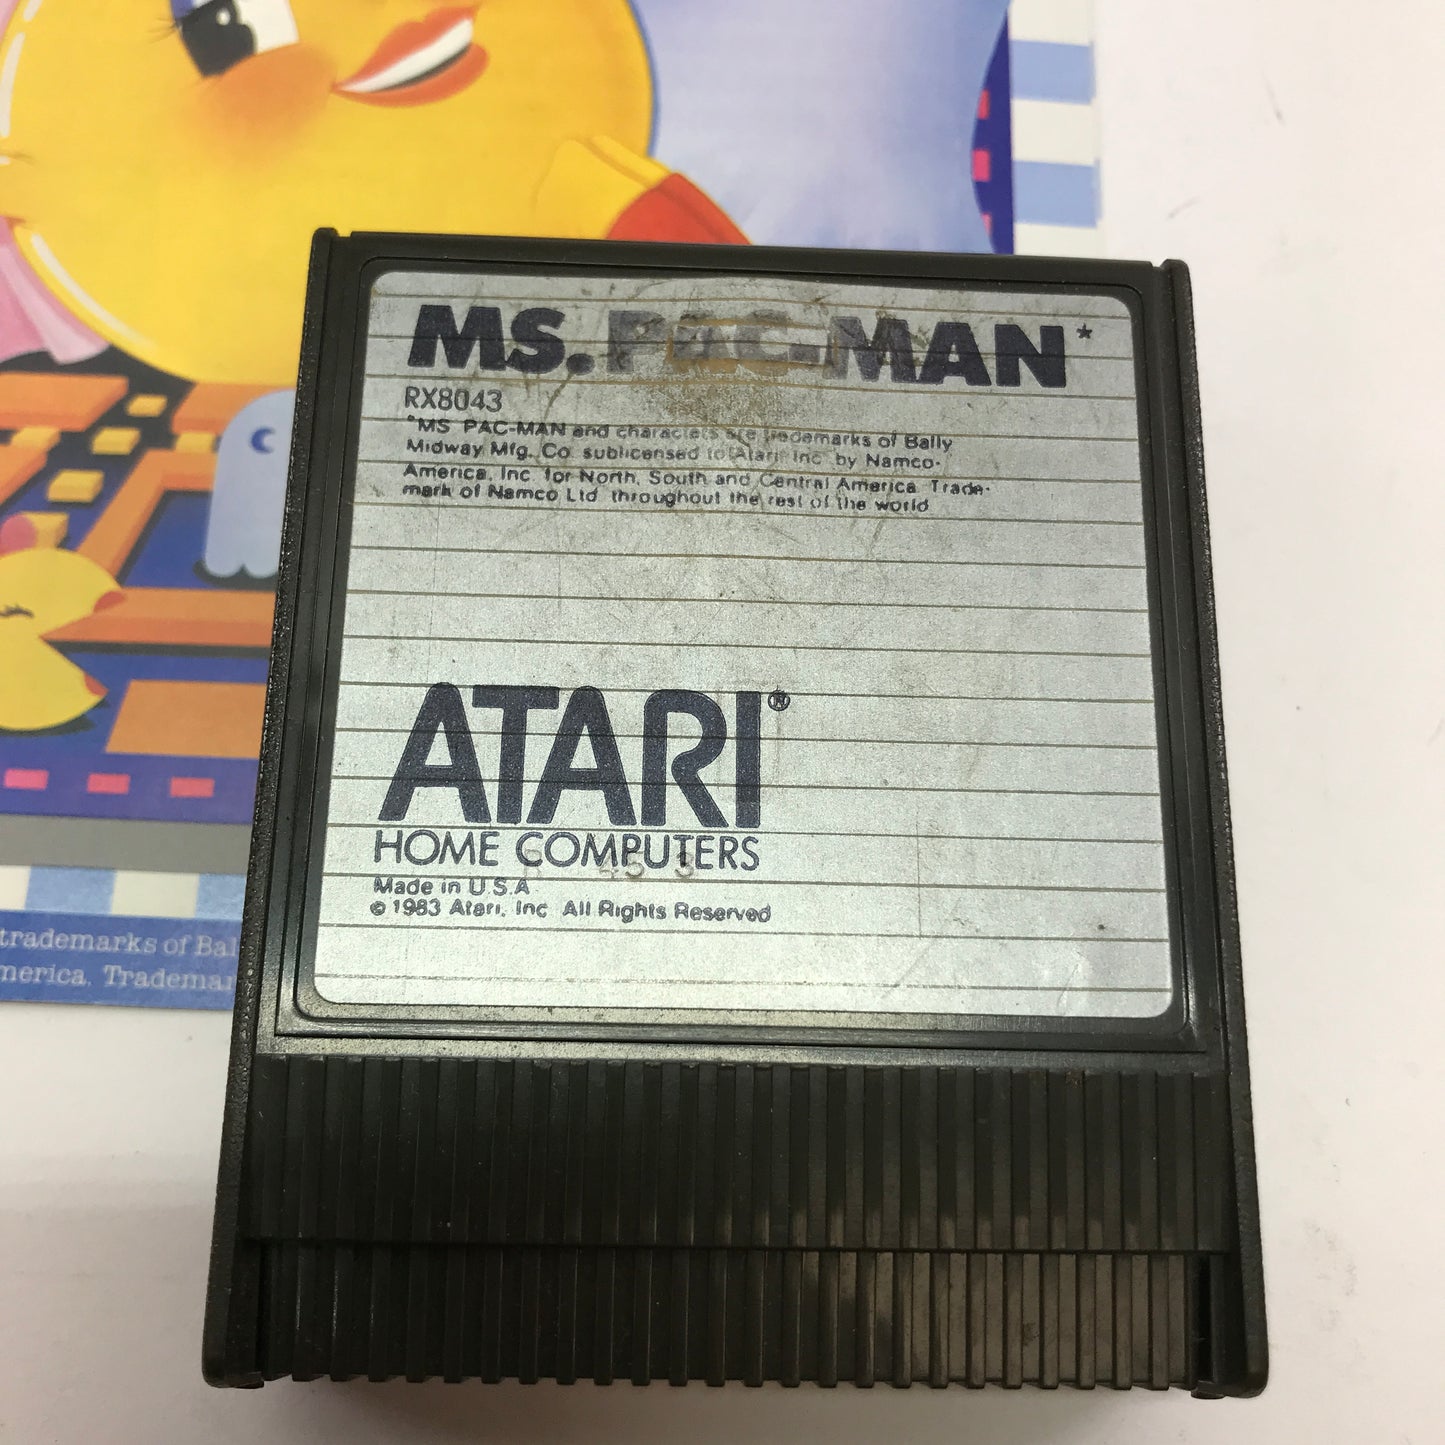 MS. PAC-MAN*
RX8043
*MS PAC-MAN and characters are trademarks of Bally
Midway Mfg. Co. sublicensed to Atari, Inc. by Namco-
America, Inc. for North, South and Central America. Trade-
mark of Namco Ltd. throughout the rest of the world
ATARI®
HOME COMPUTERS
Made in U.S.A.
© 1983 Atari, Inc. All Rights Reserved
trademarks of Bal
merica. Trademar